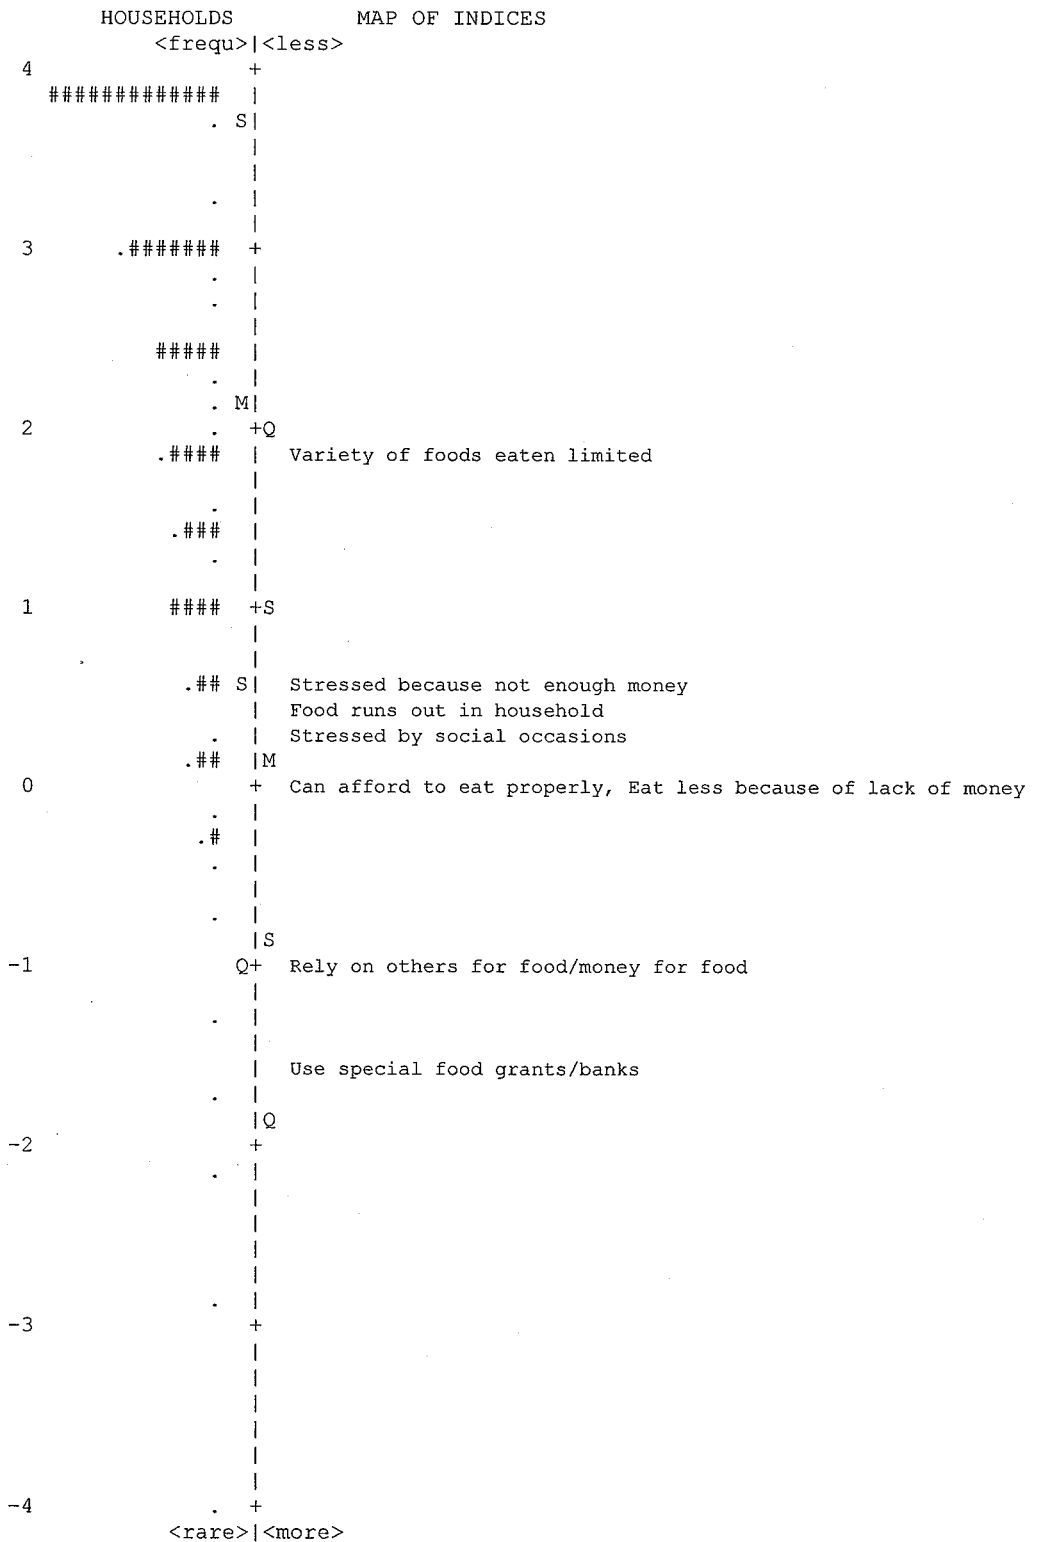 HOUSEHOLDS MAP OF INDICES
<frequ>|<less>
4 +
############# |
. S|
|
|
. |
|
3 .####### +
. |
. |
|
##### |
. |
. M|
2 . +Q
.#### | Variety of foods eaten limited
|
. |
.### |
. |
|
1 #### +S
|
|
.## S| Stressed because not enough money
| Food runs out in household
. | Stressed by social occasions
.## |M
0 + Can afford to eat properly, Eat less because of lack of money
. |
.# |
. |
|
. |
|S
-1 Q+ Rely on others for food/money for food
|
. |
|
| Use special food grants/banks
. |
|Q
-2 +
. |
|
|
|
|
. |
-3 +
|
|
|
|
|
|
-4 . +
<rare>|<more>